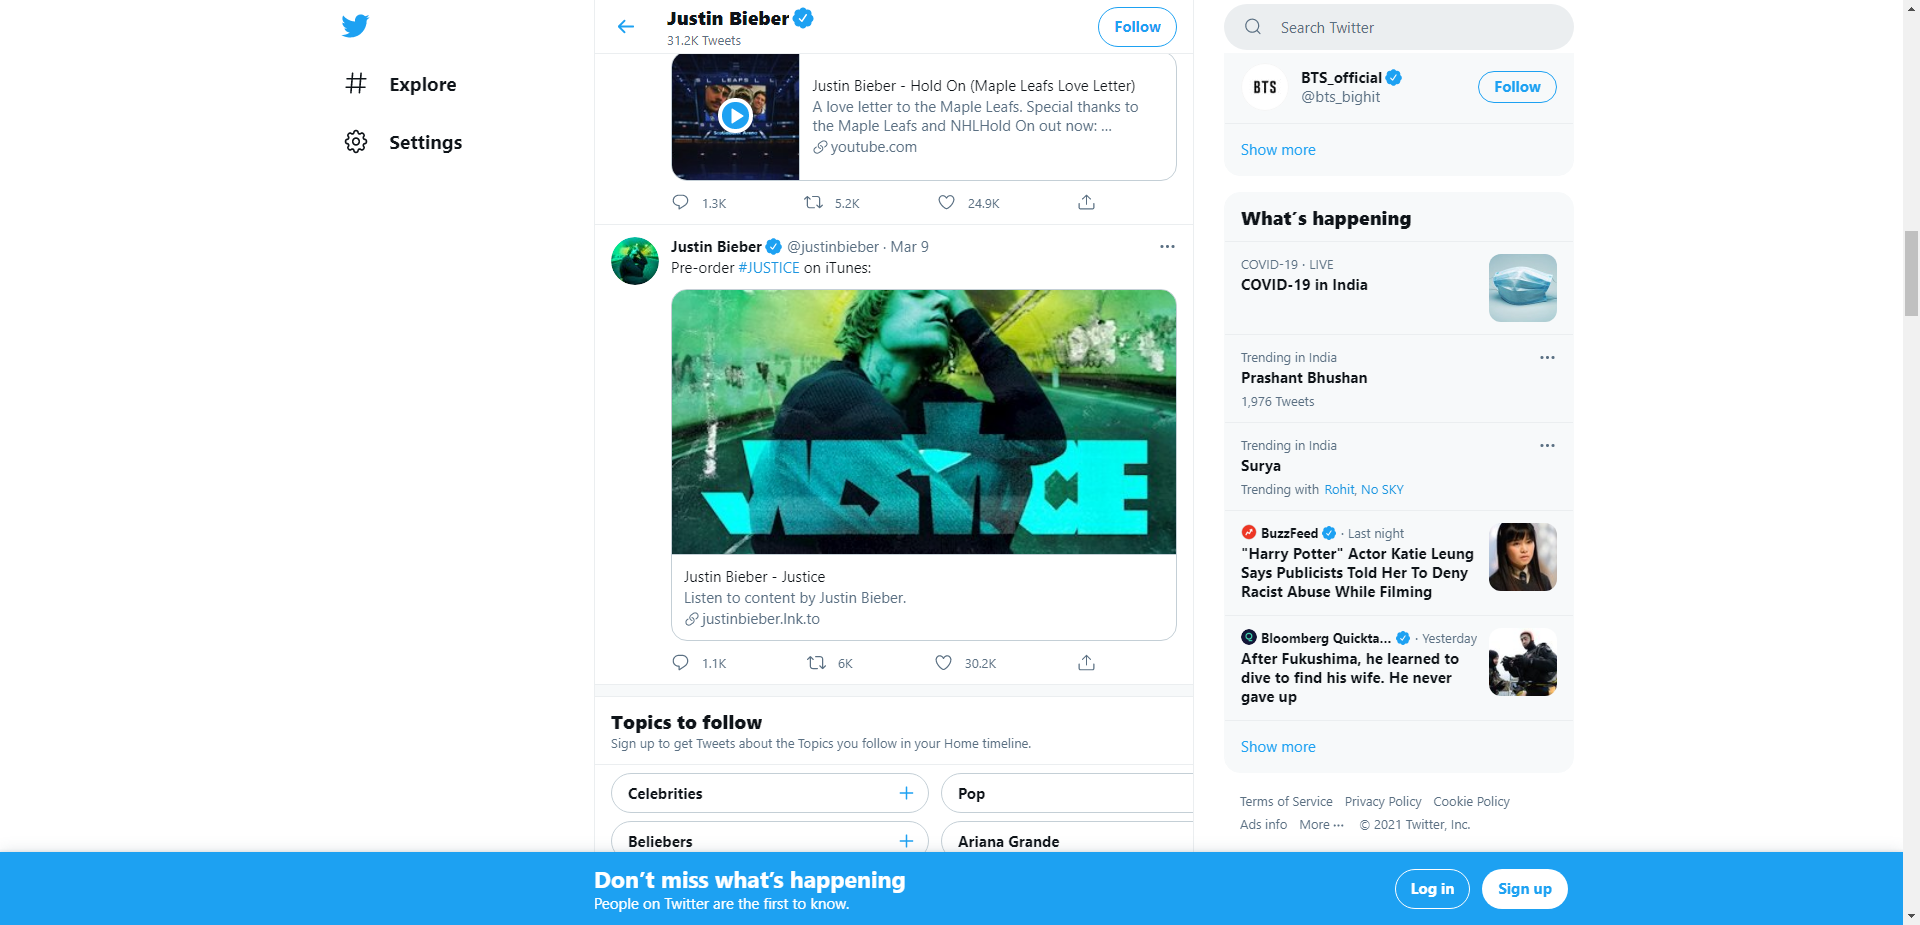 Explore
Settings
Justin Bieber
31.2K Tweets
Follow
LEAFS
Justin Bieber - Hold On (Maple Leafs Love Letter)
A love letter to the Maple Leafs. Special thanks to
the Maple Leafs and NHLHold On out now: ...
youtube.com
1.3K 5.2K 24.9K
Justin Bieber @justinbieber · Mar 9
Pre-order #JUSTICE on iTunes:
JUSTICE
Justin Bieber - Justice
Listen to content by Justin Bieber.
justinbieber.lnk.to
1.1K 6K 30.2K
Topics to follow
Sign up to get Tweets about the Topics you follow in your Home timeline.
Celebrities
Pop
Beliebers
Ariana Grande
Search Twitter
BTS
BTS_official
@bts_bighit
Follow
Show more
What's happening
COVID-19 · LIVE
COVID-19 in India
Trending in India
Prashant Bhushan
1,976 Tweets
Trending in India
Surya
Trending with Rohit, No SKY
BuzzFeed · Last night
"Harry Potter" Actor Katie Leung
Says Publicists Told Her To Deny
Racist Abuse While Filming
Bloomberg Quickta... · Yesterday
After Fukushima, he learned to
dive to find his wife. He never
gave up
Show more
Terms of Service Privacy Policy Cookie Policy
Ads info More ··· © 2021 Twitter, Inc.
Don't miss what's happening
People on Twitter are the first to know.
Log in
Sign up